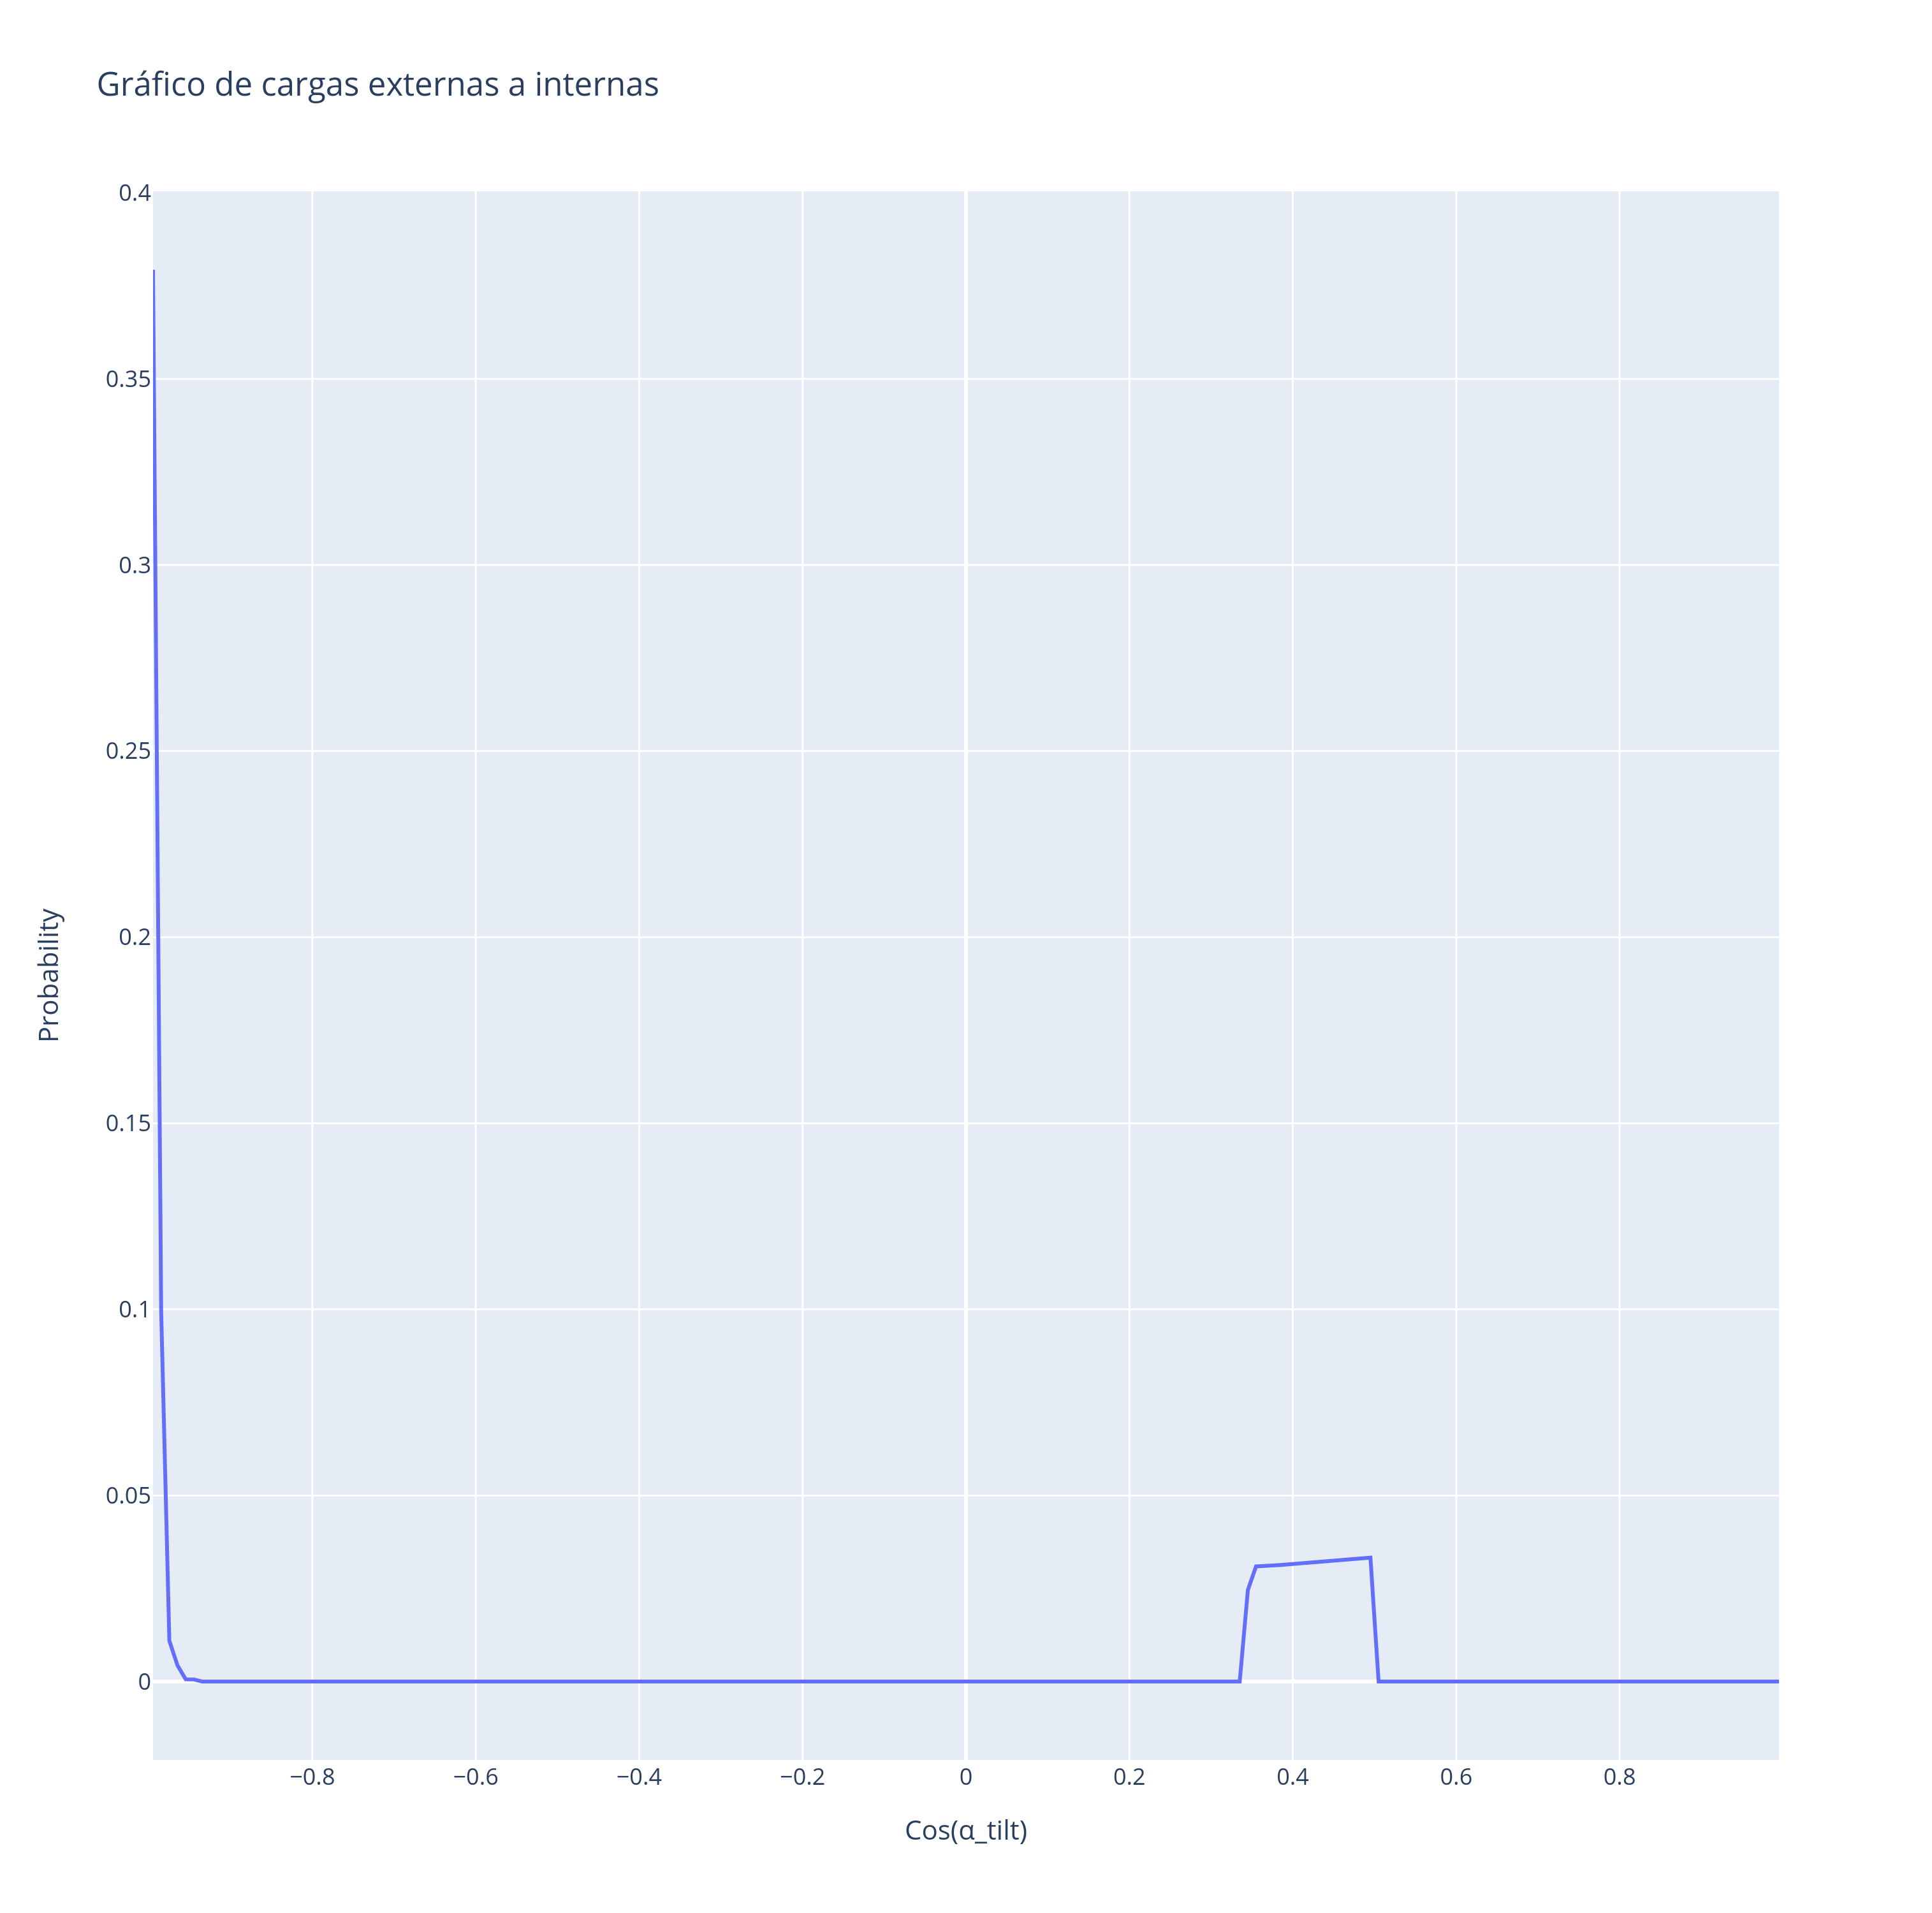 Gráfico de cargas externas a internas
0.4
0.35
0.3
0.25
0.2
0.15
0.1
0.05
0
Probability
−0.8 −0.6 −0.4 −0.2 0 0.2 0.4 0.6 0.8
Cos(α_tilt)